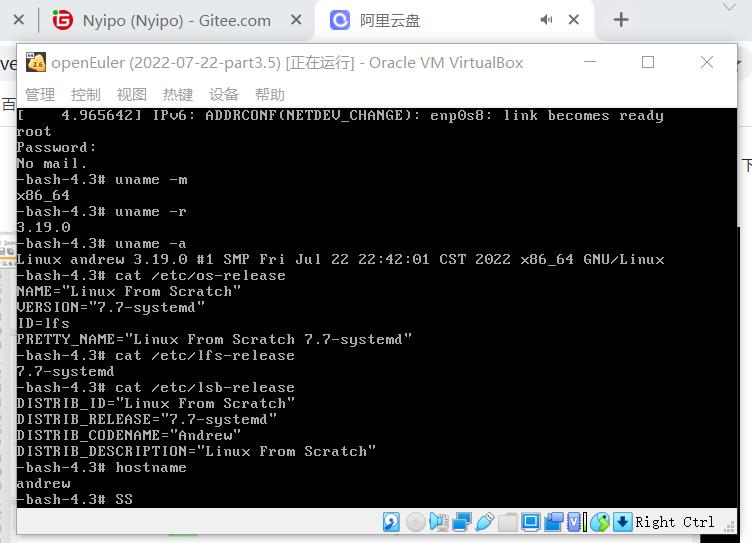 Nyipo (Nyipo) - Gitee.com
阿里云盘
openEuler (2022-07-22-part3.5) [正在运行] - Oracle VM VirtualBox
管理 控制 视图 热键 设备 帮助
[    4.965642] IPv6: ADDRCONF(NETDEV_CHANGE): enp0s8: link becomes ready
root
Password:
No mail.
-bash-4.3# uname -m
x86_64
-bash-4.3# uname -r
3.19.0
-bash-4.3# uname -a
Linux andrew 3.19.0 #1 SMP Fri Jul 22 22:42:01 CST 2022 x86_64 GNU/Linux
-bash-4.3# cat /etc/os-release
NAME="Linux From Scratch"
VERSION="7.7-systemd"
ID=lfs
PRETTY_NAME="Linux From Scratch 7.7-systemd"
-bash-4.3# cat /etc/lfs-release
7.7-systemd
-bash-4.3# cat /etc/lsb-release
DISTRIB_ID="Linux From Scratch"
DISTRIB_RELEASE="7.7-systemd"
DISTRIB_CODENAME="Andrew"
DISTRIB_DESCRIPTION="Linux From Scratch"
-bash-4.3# hostname
andrew
-bash-4.3# SS
Right Ctrl
ve
百
下